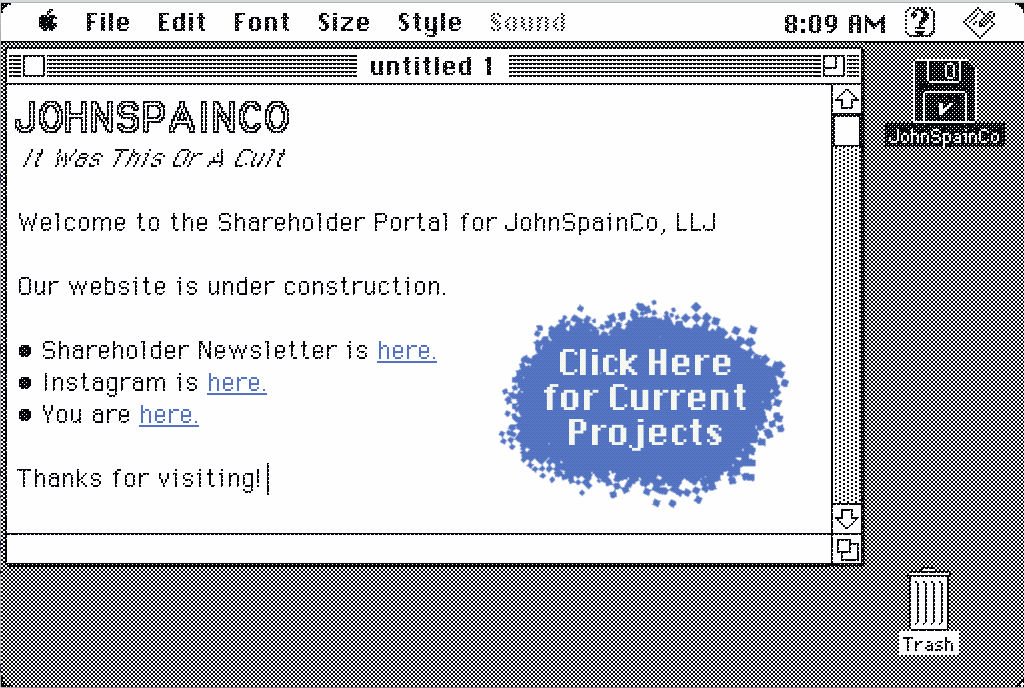 File Edit Font Size Style Sound 8:09 AM
untitled 1
JOHNSPAINCO
It Was This Or A Cult
Welcome to the Shareholder Portal for JohnSpainCo, LLJ
Our website is under construction.
● Shareholder Newsletter is here.
● Instagram is here.
● You are here.
Thanks for visiting!
Click Here
for Current
Projects
JohnSpainCo
Trash